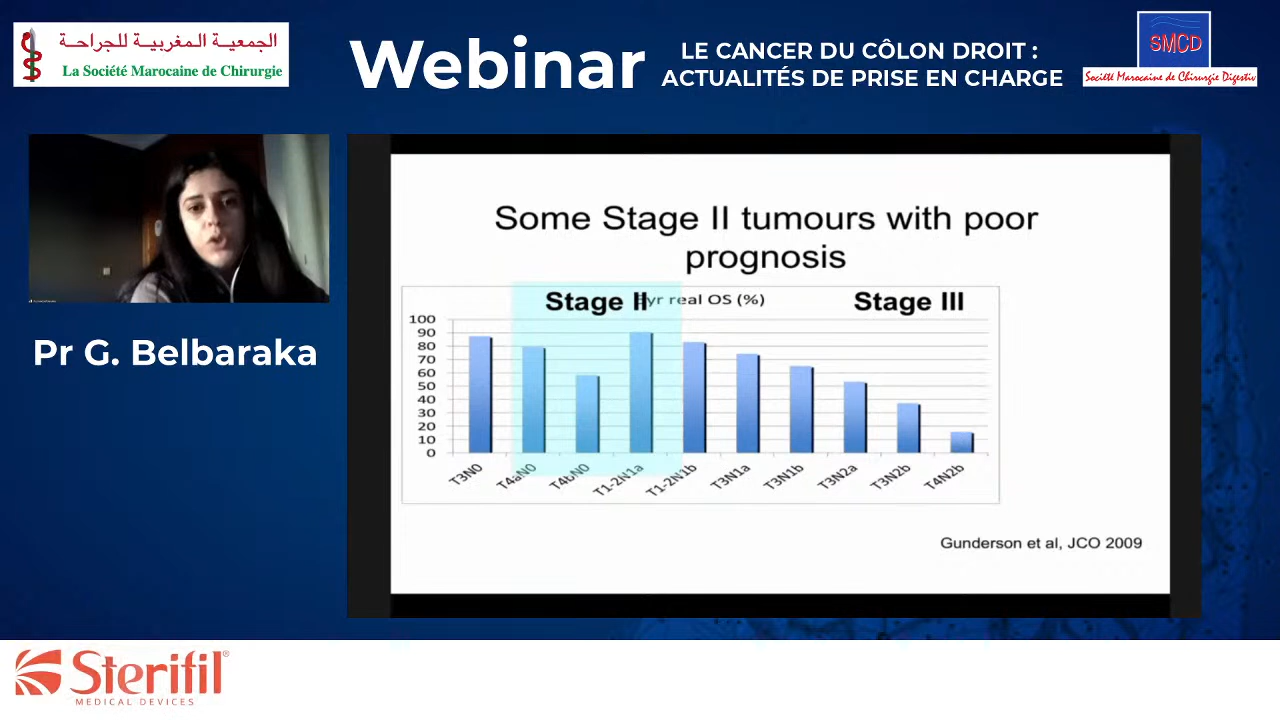 الجمعية المغربية للجراحة
La Société Marocaine de Chirurgie
Webinar
LE CANCER DU CÔLON DROIT :
ACTUALITÉS DE PRISE EN CHARGE
SMCD
Société Marocaine de Chirurgie Digestiv
Pr G. Belbaraka
Some Stage II tumours with poor
prognosis
Stage II
yr real OS (%)
Stage III
100
90
80
70
60
50
40
30
20
10
0
T3N0
T4aN0
T4bN0
T1-2N1a
T1-2N1b
T3N1a
T3N1b
T3N2a
T3N2b
T4N2b
Gunderson et al, JCO 2009
Sterifil®
MEDICAL DEVICES